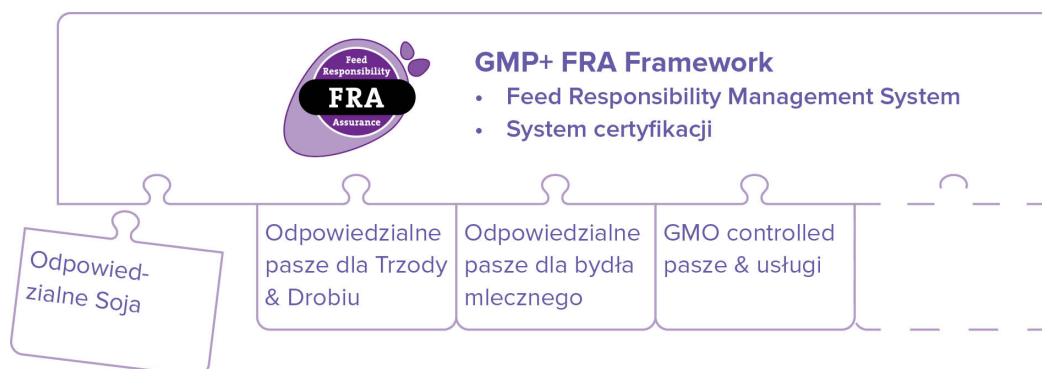 Feed
Responsibility
FRA
Assurance
GMP+ FRA Framework
• Feed Responsibility Management System
• System certyfikacji
Odpowied-
zialne Soja
Odpowiedzialne
pasze dla Trzody
& Drobiu
Odpowiedzialne
pasze dla bydła
mlecznego
GMO controlled
pasze & usługi